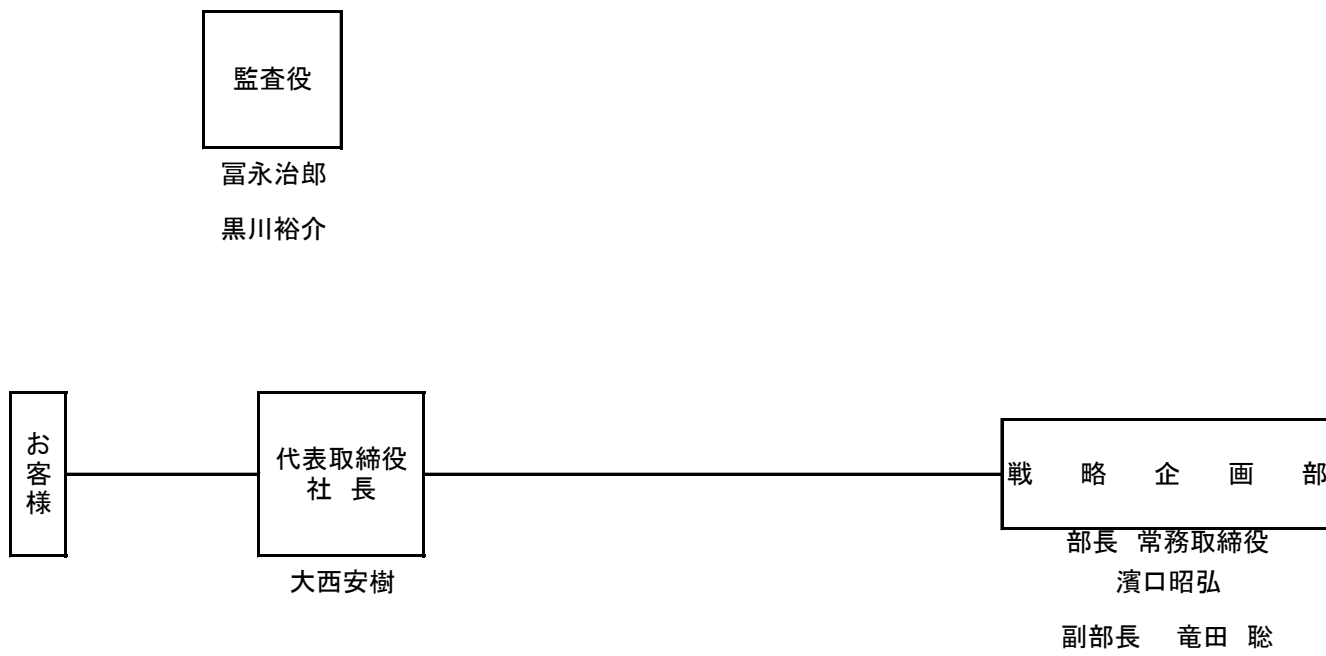 監査役
冨永治郎
黒川裕介
お客様
代表取締役
社 長
大西安樹
戦 略 企 画 部
部長 常務取締役
濱口昭弘
副部長 竜田 聡